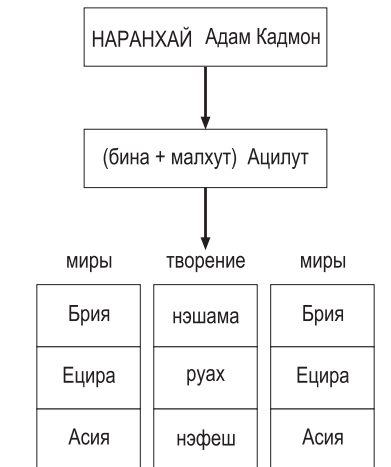 НАРАНХАЙ Адам Кадмон
(бина + малхут) Ацилут
миры творение миры
Брия нэшама Брия
Ецира руах Ецира
Асия нэфеш Асия